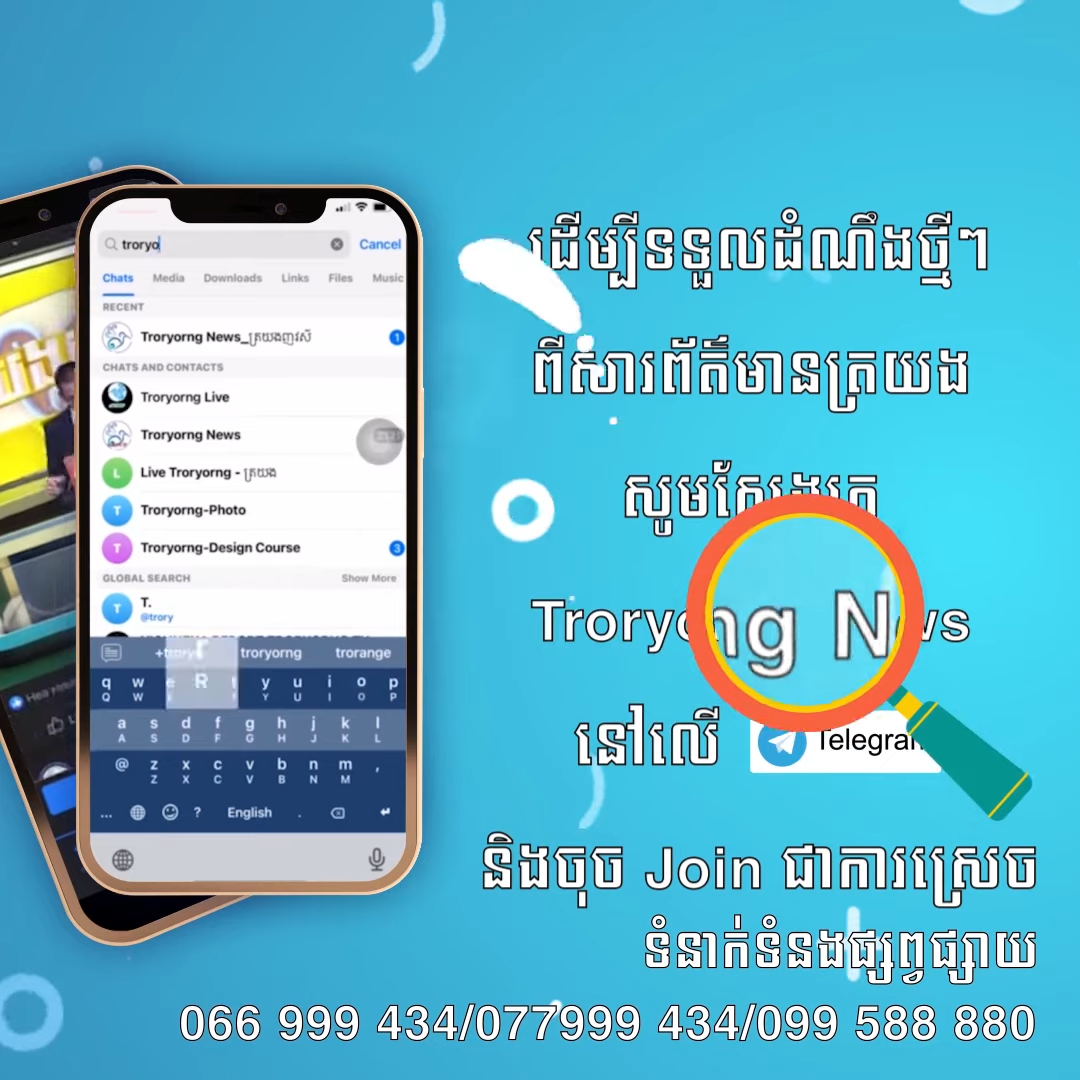 troryo
Cancel
Chats Media Downloads Links Files Music
RECENT
Troryorng News_ត្រយងញូវស៍
1
CHATS AND CONTACTS
Troryorng Live
Troryorng News
Live Troryorng - ត្រយង
Troryorng-Photo
Troryorng-Design Course
3
GLOBAL SEARCH Show More
T.
@trory
troryorng trorange
q w R y u i o p
Q W Y U I O P
a s d f g h j k l
A S D F G H J K L
@ z x c v b n m ,
Z X C V B N M
... ? English .
ដើម្បីទទួលដំណឹងថ្មីៗ
ពីសារព័ត៌មានត្រយង
សូមស្វែងរក
Troryorng News
នៅលើ Telegram
និងចុច Join ជាការស្រេច
ទំនាក់ទំនងផ្សព្វផ្សាយ
066 999 434/077999 434/099 588 880